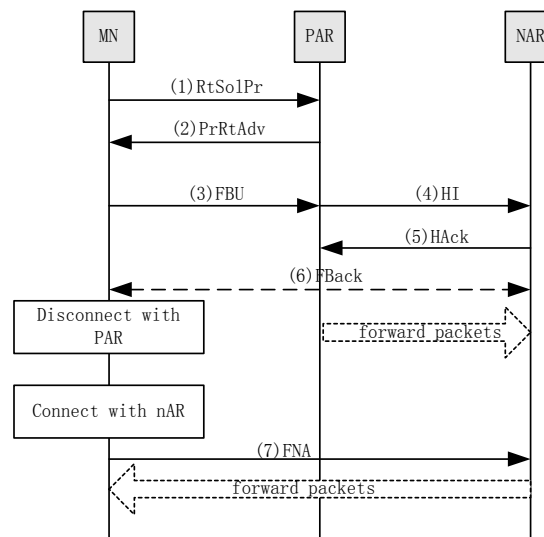 MN PAR NAR
(1)RtSolPr
(2)PrRtAdv
(3)FBU (4)HI
(5)HAck
(6)FBack
Disconnect with
PAR
forward packets
Connect with nAR
(7)FNA
forward packets